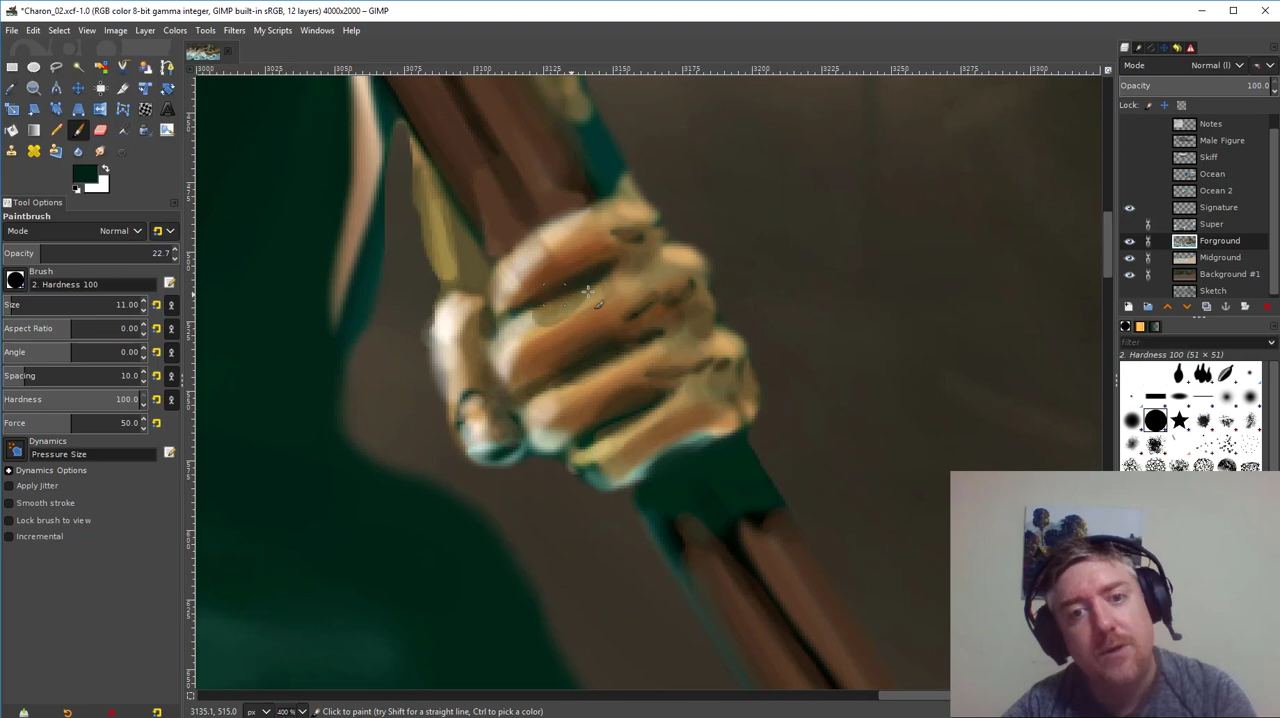 *Charon_02.xcf-1.0 (RGB color 8-bit gamma integer, GIMP built-in sRGB, 12 layers) 4000x2000 – GIMP
File Edit Select View Image Layer Colors Tools Filters My Scripts Windows Help
Mode Normal (l)
Opacity 100.0
Lock:
Notes
Male Figure
Skiff
Ocean
Ocean 2
Signature
Super
Forground
Midground
Background #1
Sketch
filter
2. Hardness 100 (51 × 51)
Tool Options
Paintbrush
Mode Normal
Opacity 22.7
Brush
2. Hardness 100
Size 11.00
Aspect Ratio 0.00
Angle 0.00
Spacing 10.0
Hardness 100.0
Force 50.0
Dynamics
Pressure Size
Dynamics Options
Apply Jitter
Smooth stroke
Lock brush to view
Incremental
3000 3025 3050 3075 3100 3125 3150 3175 3200 3225 3250 3275 3300
3135.1, 515.0 px 400 % Click to paint (try Shift for a straight line, Ctrl to pick a color)